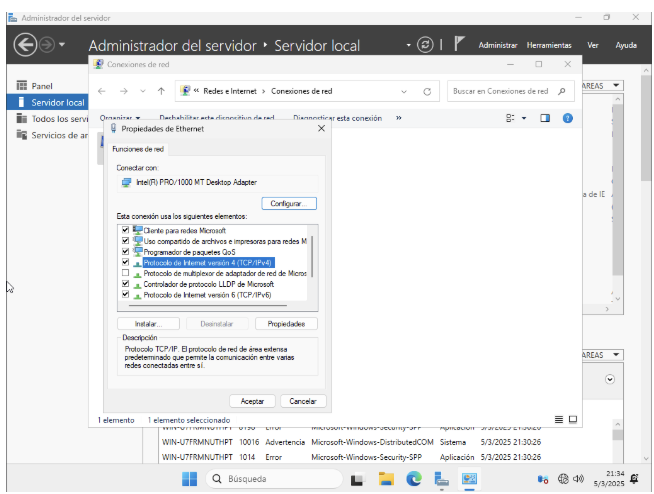 Administrador del servidor
Administrador del servidor • Servidor local
Administrar Herramientas Ver Ayuda
Conexiones de red
Redes e Internet > Conexiones de red
Buscar en Conexiones de red
Panel
Servidor local
Todos los servi
Servicios de ar
Organizar Deshabilitar este dispositivo de red Diagnosticar esta conexión »
AREAS
Propiedades de Ethernet
Funciones de red
Conectar con:
Intel(R) PRO/1000 MT Desktop Adapter
Configurar...
a de IE
Esta conexión usa los siguientes elementos:
Cliente para redes Microsoft
Uso compartido de archivos e impresoras para redes M
Programador de paquetes QoS
Protocolo de Internet versión 4 (TCP/IPv4)
Protocolo de multiplexor de adaptador de red de Micros
Controlador de protocolo LLDP de Microsoft
Protocolo de Internet versión 6 (TCP/IPv6)
Instalar... Desinstalar Propiedades
Descripción
Protocolo TCP/IP. El protocolo de red de área extensa
predeterminado que permite la comunicación entre varias
redes conectadas entre sí.
AREAS
Aceptar Cancelar
1 elemento 1 elemento seleccionado
WIN-U7FRMNUTHPT 8198 Error Microsoft-Windows-Security-SPP Aplicación 5/3/2025 21:30:26
WIN-U7FRMNUTHPT 10016 Advertencia Microsoft-Windows-DistributedCOM Sistema 5/3/2025 21:30:26
WIN-U7FRMNUTHPT 1014 Error Microsoft-Windows-Security-SPP Aplicación 5/3/2025 21:30:26
Búsqueda
21:34
5/3/2025